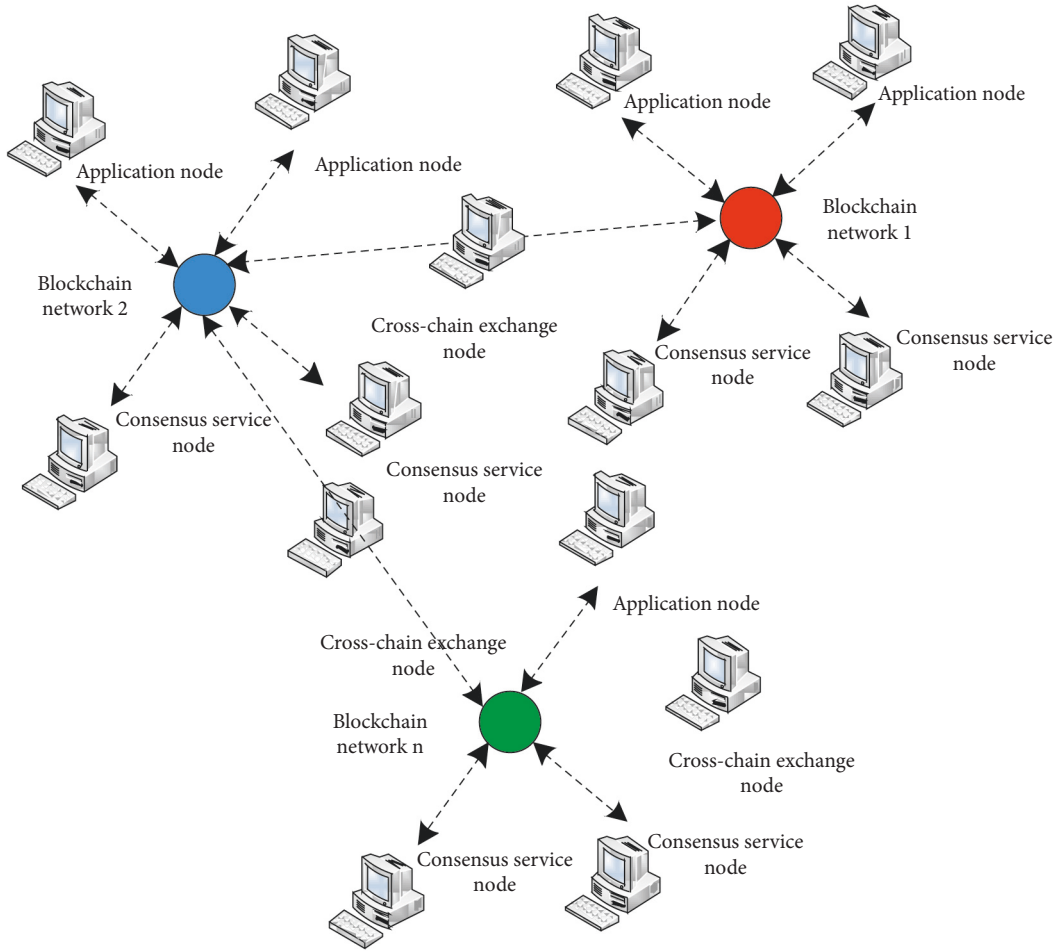 Application node
Application node
Application node
Application node
Blockchain
network 1
Blockchain
network 2
Cross-chain exchange
node
Consensus service
node
Consensus service
node
Consensus service
node
Consensus service
node
Application node
Cross-chain exchange
node
Blockchain
network n
Cross-chain exchange
node
Consensus service
node
Consensus service
node